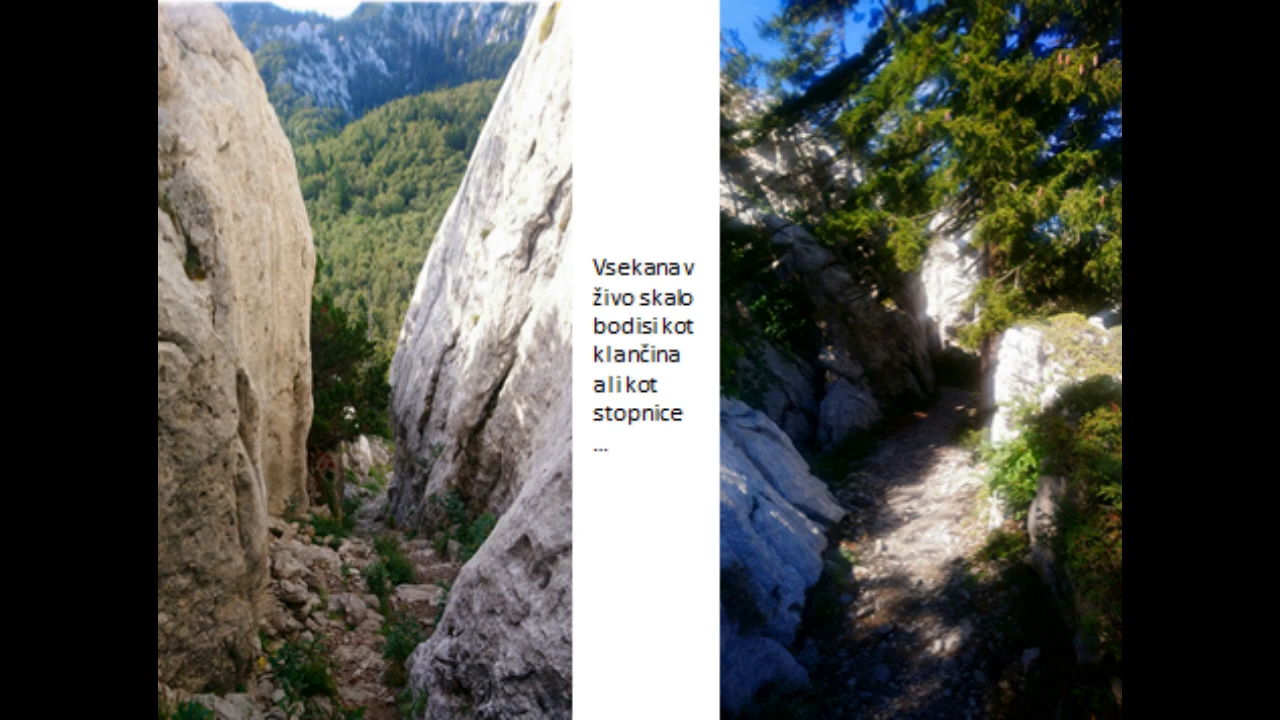 Vsekana v
živo skalo
bodisi kot
klančina
ali kot
stopnice
...